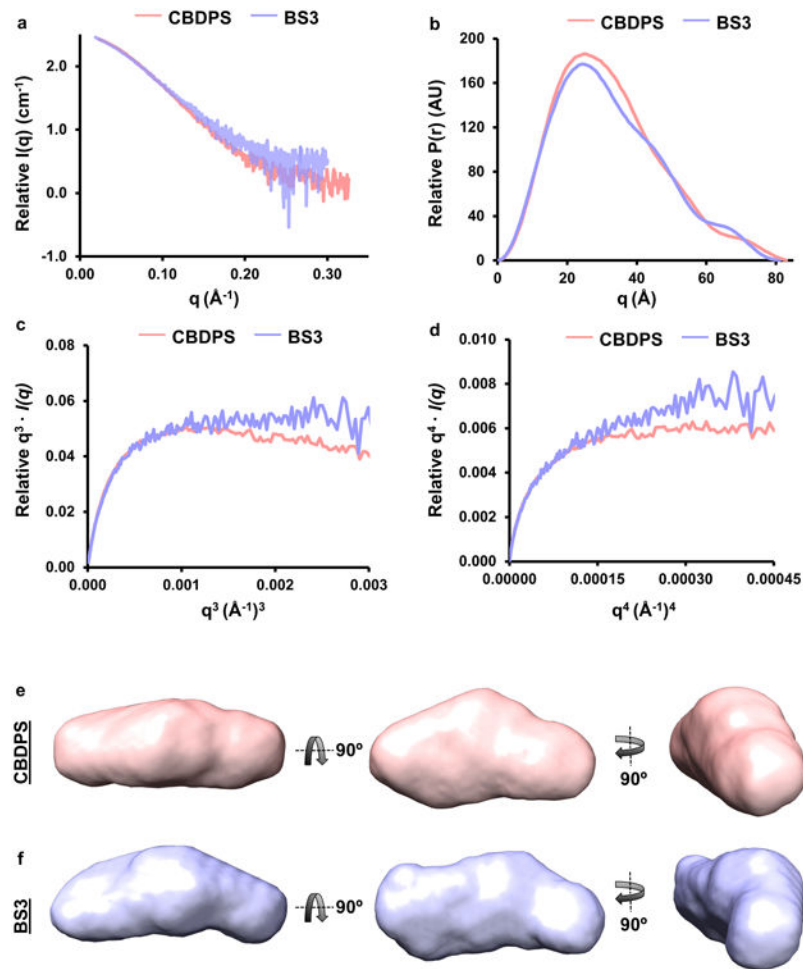 a
CBDPS BS3
Relative I(q) (cm⁻¹)
2.0
1.0
0.0
-1.0
0.00 0.10 0.20 0.30
q (Å⁻¹)
b
CBDPS BS3
Relative P(r) (AU)
200
160
120
80
40
0
0 20 40 60 80
q (Å)
c
CBDPS BS3
Relative q³ · I(q)
0.08
0.06
0.04
0.02
0.00
0.000 0.001 0.002 0.003
q³ (Å⁻¹)³
d
CBDPS BS3
Relative q⁴ · I(q)
0.010
0.008
0.006
0.004
0.002
0.000
0.00000 0.00015 0.00030 0.00045
q⁴ (Å⁻¹)⁴
e
CBDPS
90º
90º
f
BS3
90º
90º